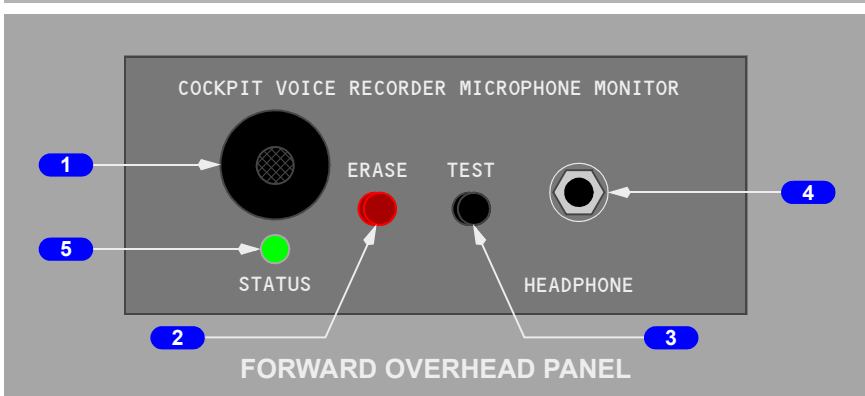 COCKPIT VOICE RECORDER MICROPHONE MONITOR
1
ERASE
TEST
4
5
STATUS
HEADPHONE
2
3
FORWARD OVERHEAD PANEL